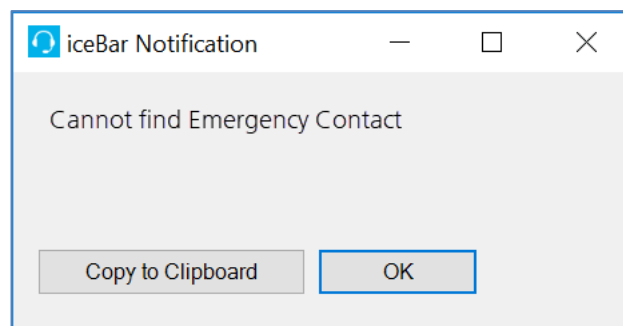 iceBar Notification
Cannot find Emergency Contact
Copy to Clipboard
OK